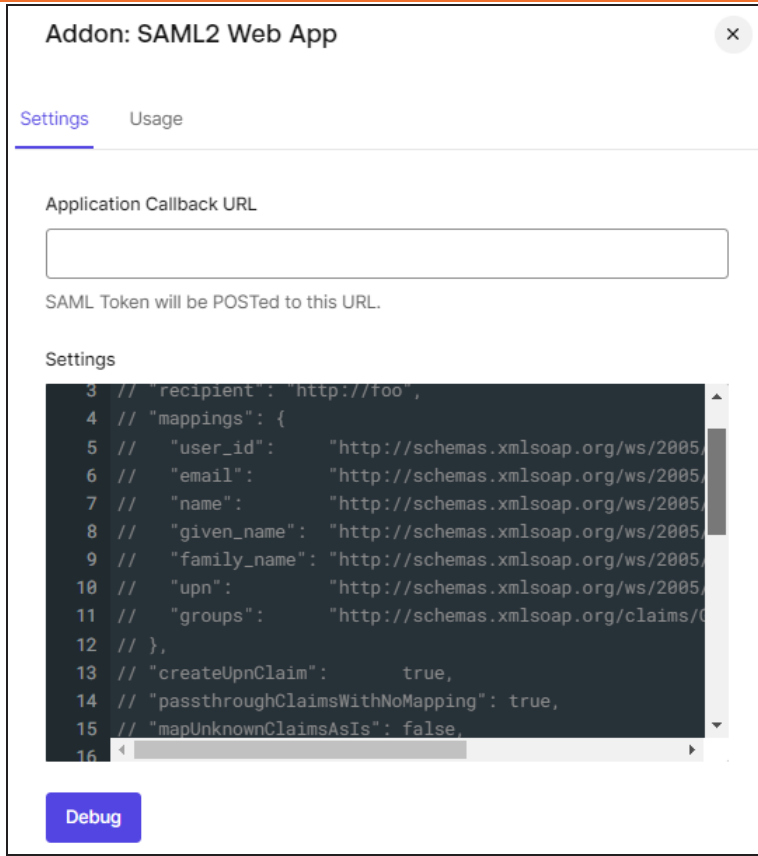 Addon: SAML2 Web App
Settings Usage
Application Callback URL
SAML Token will be POSTed to this URL.
Settings
3 // "recipient": "http://foo",
4 // "mappings": {
5 //   "user_id":     "http://schemas.xmlsoap.org/ws/2005/
6 //   "email":       "http://schemas.xmlsoap.org/ws/2005/
7 //   "name":        "http://schemas.xmlsoap.org/ws/2005/
8 //   "given_name":  "http://schemas.xmlsoap.org/ws/2005/
9 //   "family_name": "http://schemas.xmlsoap.org/ws/2005/
10 //   "upn":         "http://schemas.xmlsoap.org/ws/2005/
11 //   "groups":      "http://schemas.xmlsoap.org/claims/
12 // },
13 // "createUpnClaim":       true,
14 // "passthroughClaimsWithNoMapping": true,
15 // "mapUnknownClaimsAsIs": false,
16
Debug